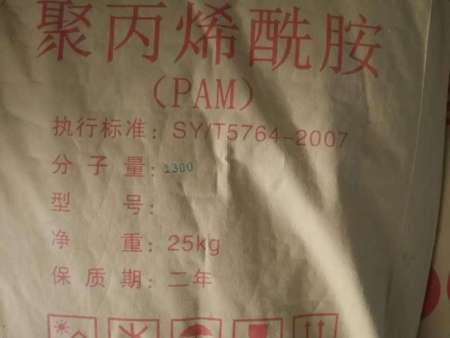 聚丙烯酰胺
(PAM)
执行标准: SY/T5764-2007
分子量: 1300
型号:
净重: 25kg
保质期: 二年